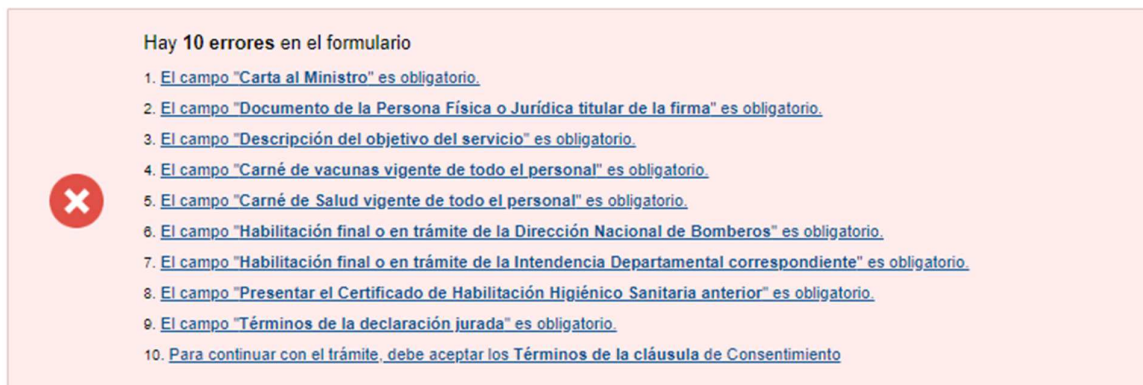 Hay 10 errores en el formulario
1. El campo "Carta al Ministro" es obligatorio.
2. El campo "Documento de la Persona Física o Jurídica titular de la firma" es obligatorio.
3. El campo "Descripción del objetivo del servicio" es obligatorio.
4. El campo "Carné de vacunas vigente de todo el personal" es obligatorio.
5. El campo "Carné de Salud vigente de todo el personal" es obligatorio.
6. El campo "Habilitación final o en trámite de la Dirección Nacional de Bomberos" es obligatorio.
7. El campo "Habilitación final o en trámite de la Intendencia Departamental correspondiente" es obligatorio.
8. El campo "Presentar el Certificado de Habilitación Higiénico Sanitaria anterior" es obligatorio.
9. El campo "Términos de la declaración jurada" es obligatorio.
10. Para continuar con el trámite, debe aceptar los Términos de la cláusula de Consentimiento